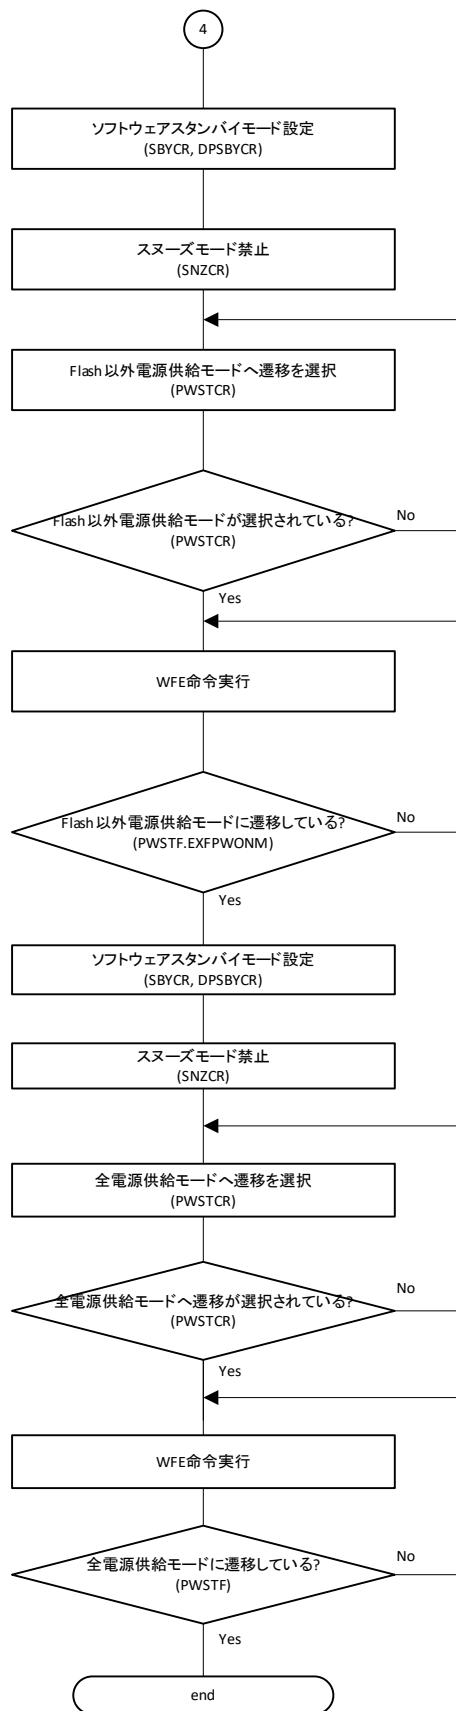 4
ソフトウェアスタンバイモード設定
(SBYCR, DPSBYCR)
スヌーズモード禁止
(SNZCR)
Flash以外電源供給モードへ遷移を選択
(PWSTCR)
Flash以外電源供給モードが選択されている?
(PWSTCR)
No
Yes
WFE命令実行
Flash以外電源供給モードに遷移している?
(PWSTF.EXFPWONM)
No
Yes
ソフトウェアスタンバイモード設定
(SBYCR, DPSBYCR)
スヌーズモード禁止
(SNZCR)
全電源供給モードへ遷移を選択
(PWSTCR)
全電源供給モードへ遷移が選択されている?
(PWSTCR)
No
Yes
WFE命令実行
全電源供給モードに遷移している?
(PWSTF)
No
Yes
end